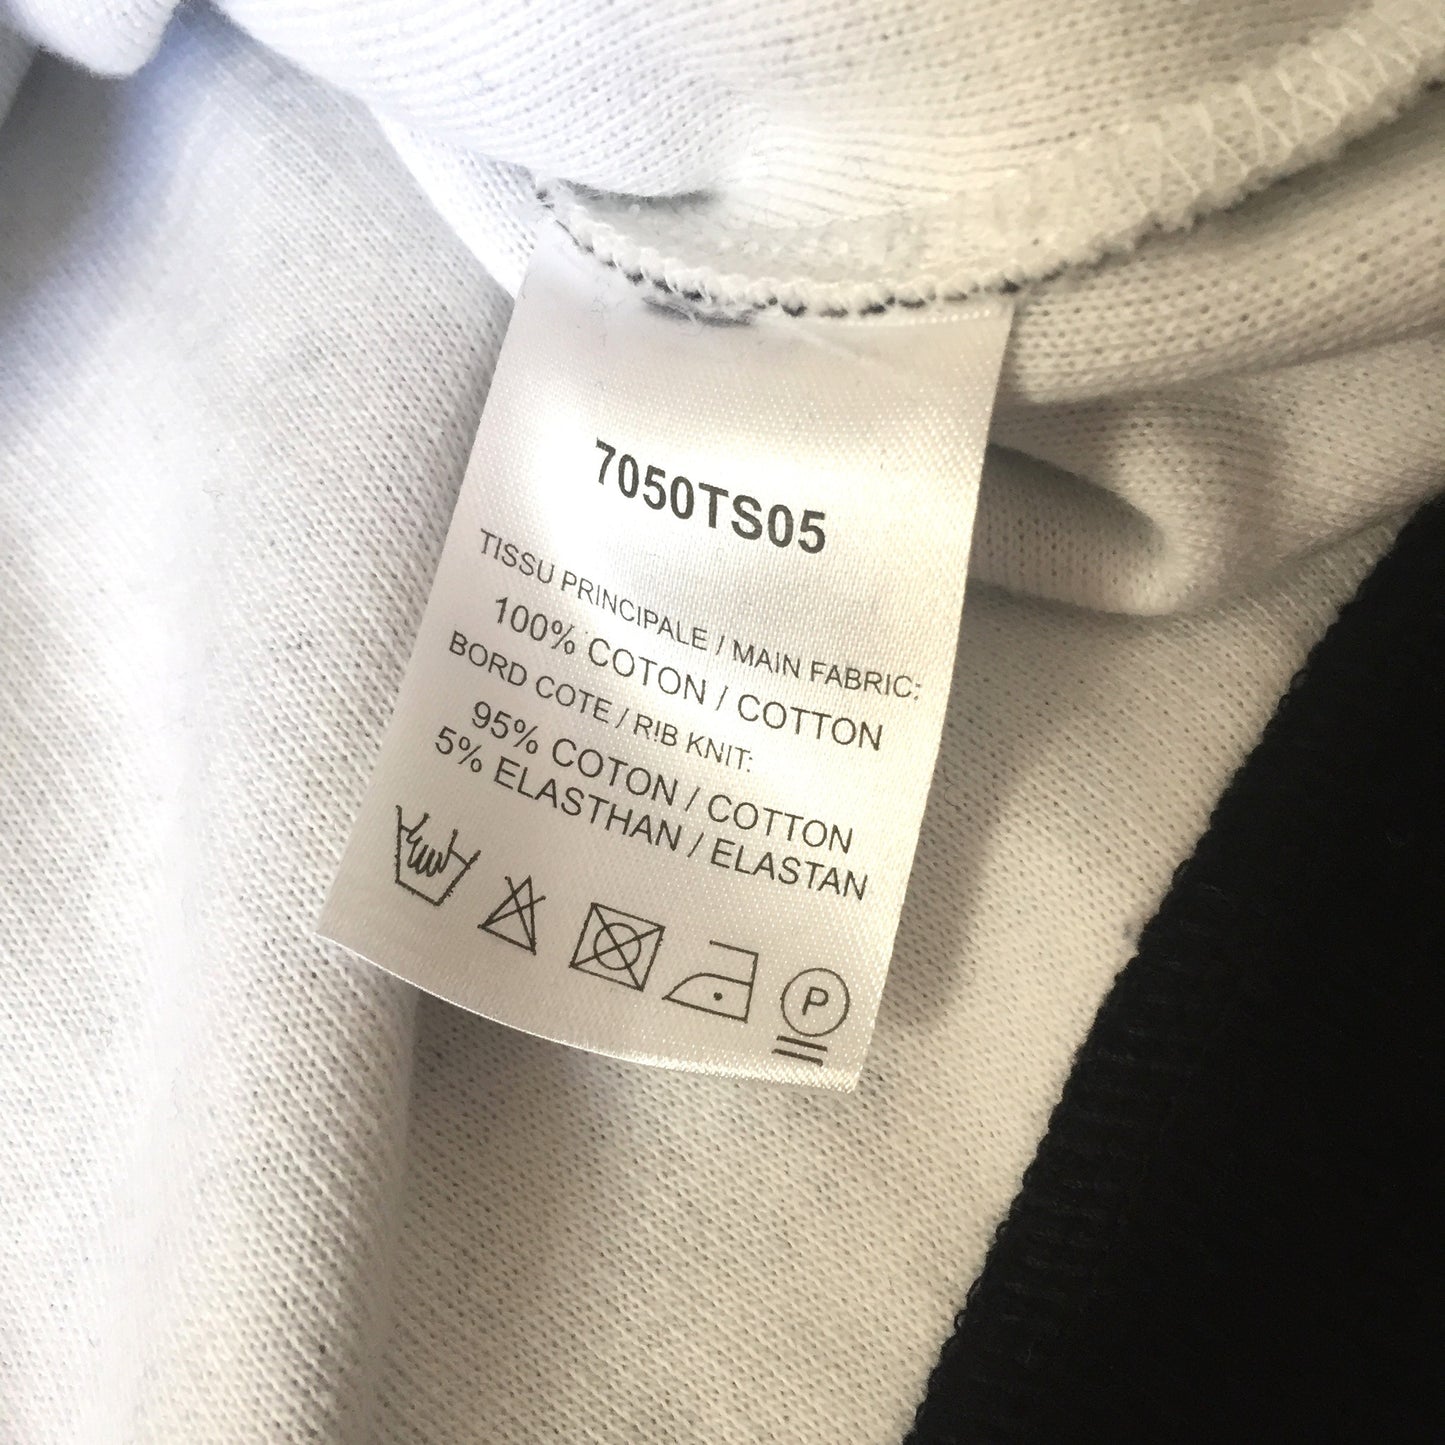 7050TS05
TISSU PRINCIPALE / MAIN FABRIC:
100% COTON / COTTON
BORD COTE / RIB KNIT:
95% COTON / COTTON
5% ELASTHAN / ELASTAN
P